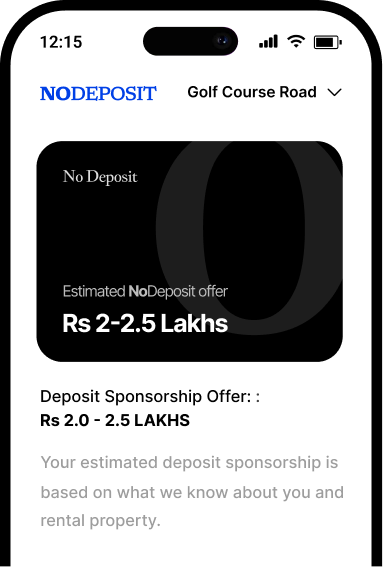 12:15
NODEPOSIT
Golf Course Road
No Deposit
Estimated NoDeposit offer
Rs 2-2.5 Lakhs
Deposit Sponsorship Offer: :
Rs 2.0 - 2.5 LAKHS
Your estimated deposit sponsorship is
based on what we know about you and
rental property.